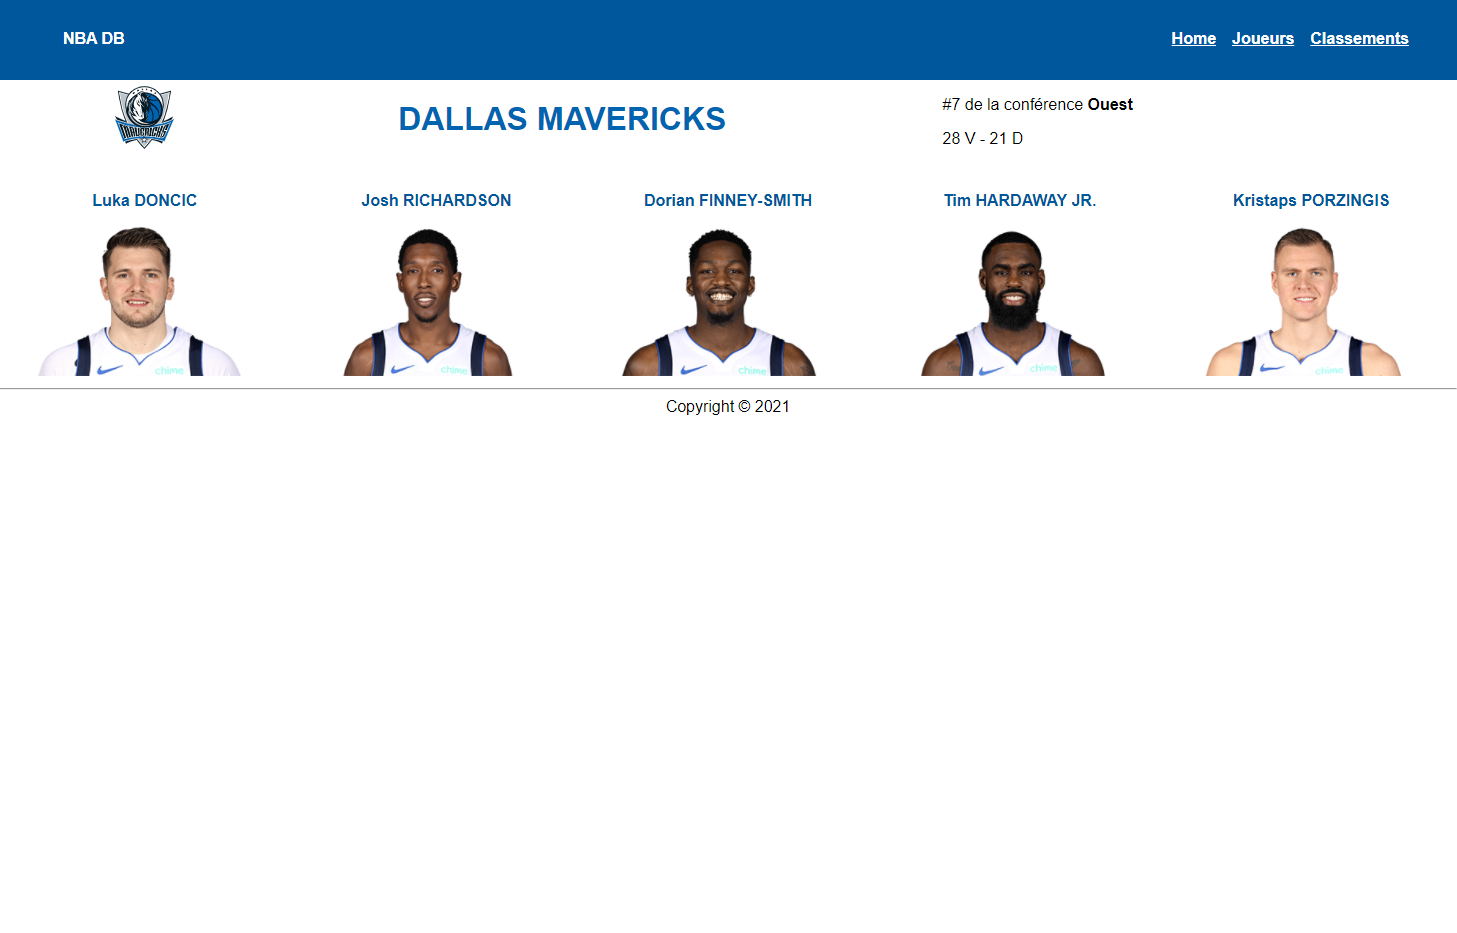 NBA DB
Home Joueurs Classements
DALLAS
MAVERICKS
DALLAS MAVERICKS
#7 de la conférence Ouest
28 V - 21 D
Luka DONCIC
Josh RICHARDSON
Dorian FINNEY-SMITH
Tim HARDAWAY JR.
Kristaps PORZINGIS
chime
chime
chime
chime
chime
Copyright © 2021